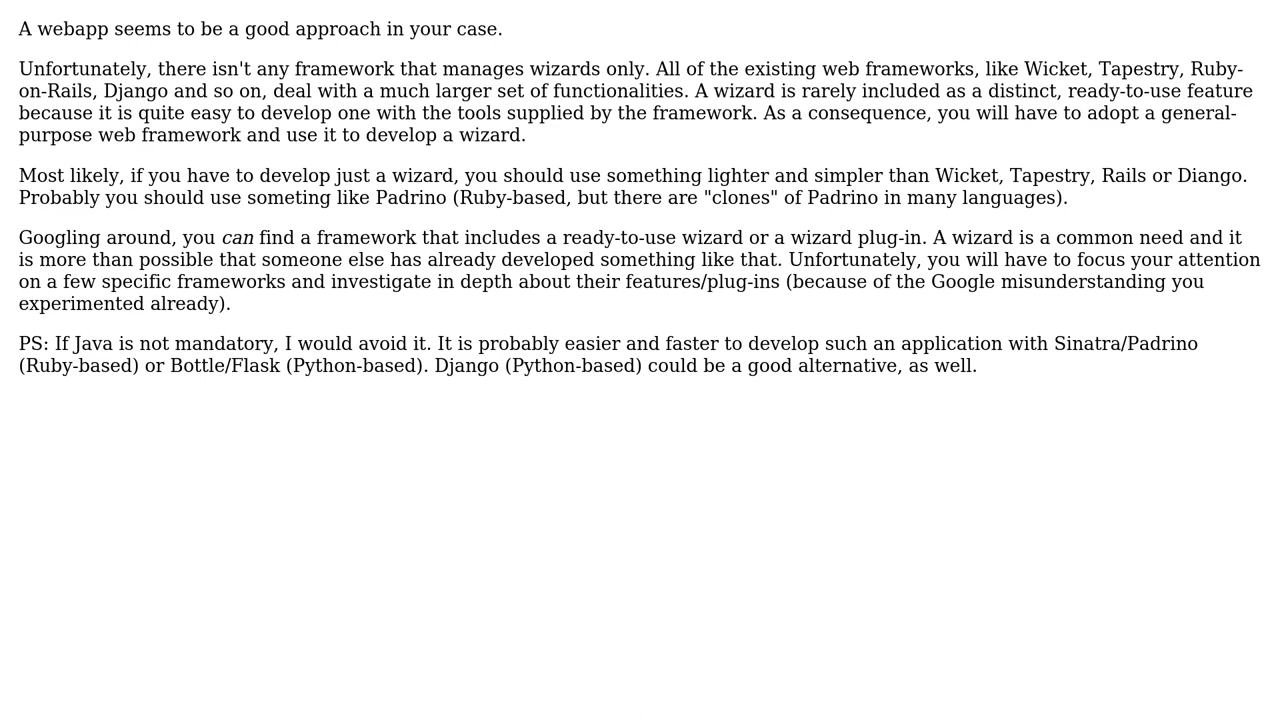 A webapp seems to be a good approach in your case.
Unfortunately, there isn't any framework that manages wizards only. All of the existing web frameworks, like Wicket, Tapestry, Ruby-
on-Rails, Django and so on, deal with a much larger set of functionalities. A wizard is rarely included as a distinct, ready-to-use feature
because it is quite easy to develop one with the tools supplied by the framework. As a consequence, you will have to adopt a general-
purpose web framework and use it to develop a wizard.
Most likely, if you have to develop just a wizard, you should use something lighter and simpler than Wicket, Tapestry, Rails or Diango.
Probably you should use someting like Padrino (Ruby-based, but there are "clones" of Padrino in many languages).
Googling around, you can find a framework that includes a ready-to-use wizard or a wizard plug-in. A wizard is a common need and it
is more than possible that someone else has already developed something like that. Unfortunately, you will have to focus your attention
on a few specific frameworks and investigate in depth about their features/plug-ins (because of the Google misunderstanding you
experimented already).
PS: If Java is not mandatory, I would avoid it. It is probably easier and faster to develop such an application with Sinatra/Padrino
(Ruby-based) or Bottle/Flask (Python-based). Django (Python-based) could be a good alternative, as well.